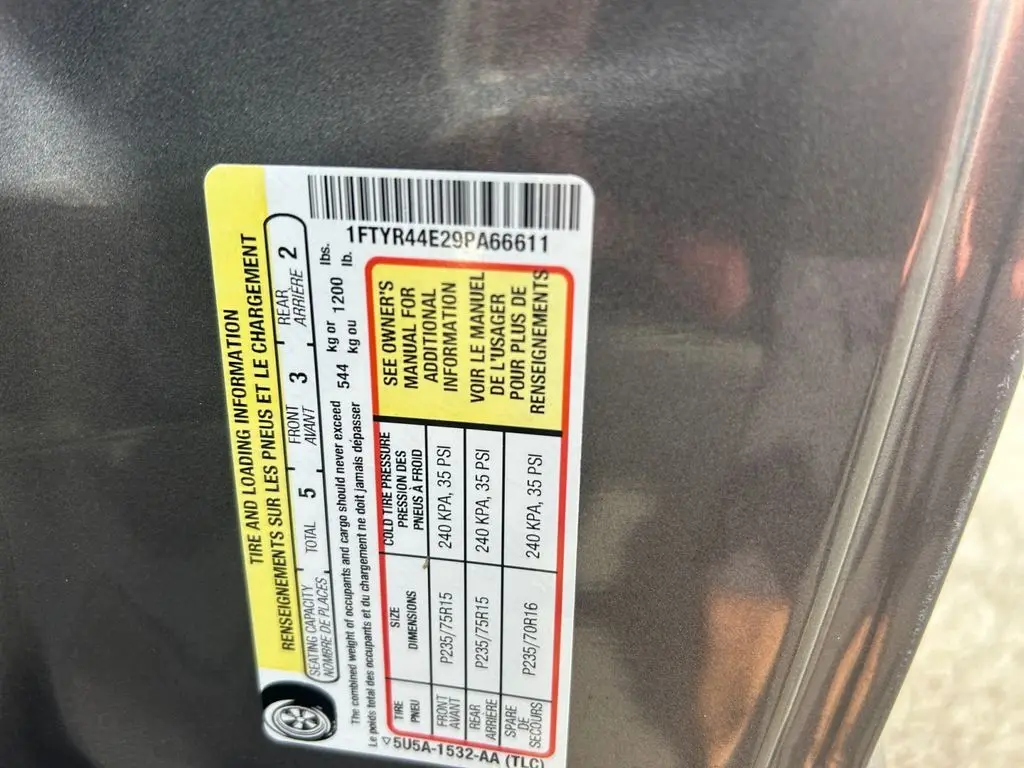 1FTYR44E29PA66611
TIRE AND LOADING INFORMATION
RENSEIGNEMENTS SUR LES PNEUS ET LE CHARGEMENT
SEATING CAPACITY TOTAL 5 FRONT 3 REAR 2
NOMBRE DE PLACES AVANT ARRIÈRE
The combined weight of occupants and cargo should never exceed 544 kg or 1200 lbs.
Le poids total des occupants et du chargement ne doit jamais dépasser kg ou lb.
TIRE SIZE COLD TIRE PRESSURE
PNEU DIMENSIONS PRESSION DES
PNEUS À FROID
FRONT P235/75R15 240 KPA, 35 PSI
AVANT
REAR P235/75R15 240 KPA, 35 PSI
ARRIÈRE
SPARE P235/70R16 240 KPA, 35 PSI
DE
SECOURS
SEE OWNER'S
MANUAL FOR
ADDITIONAL
INFORMATION
VOIR LE MANUEL
DE L'USAGER
POUR PLUS DE
RENSEIGNEMENTS
5U5A-1532-AA (TLC)